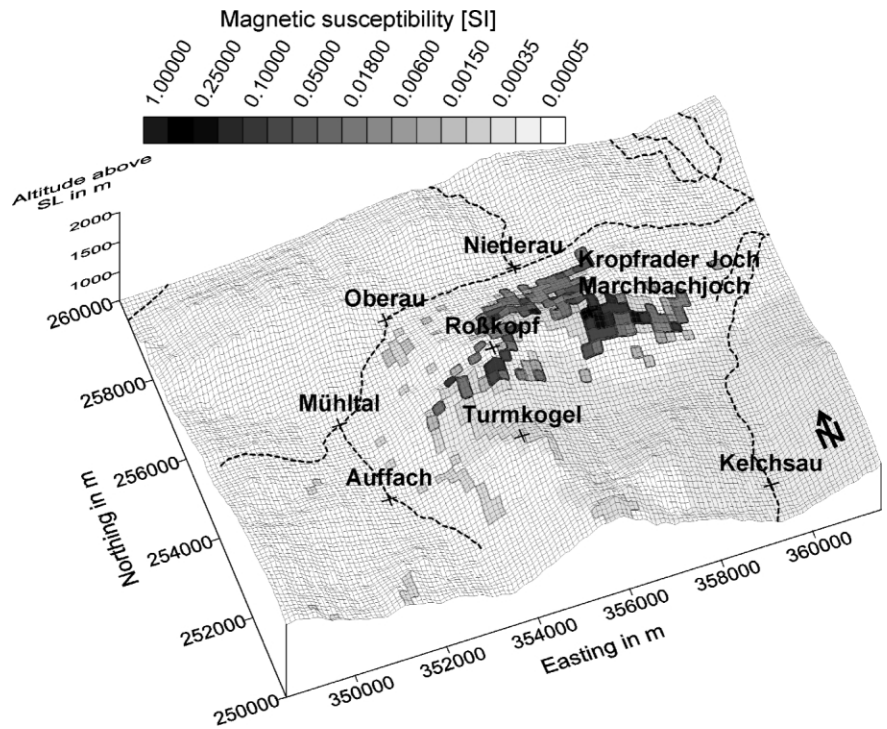 Magnetic susceptibility [SI]
1.00000
0.25000
0.10000
0.05000
0.01800
0.00600
0.00150
0.00035
0.00005
Altitude above
SL in m
2000
1500
1000
Niederau
Kropfrader Joch
Marchbachjoch
Oberau
Roßkopf
Mühltal
Turmkogel
Auffach
Kelchsau
N
260000
258000
256000
254000
252000
250000
Northing in m
350000
352000
354000
356000
358000
360000
Easting in m